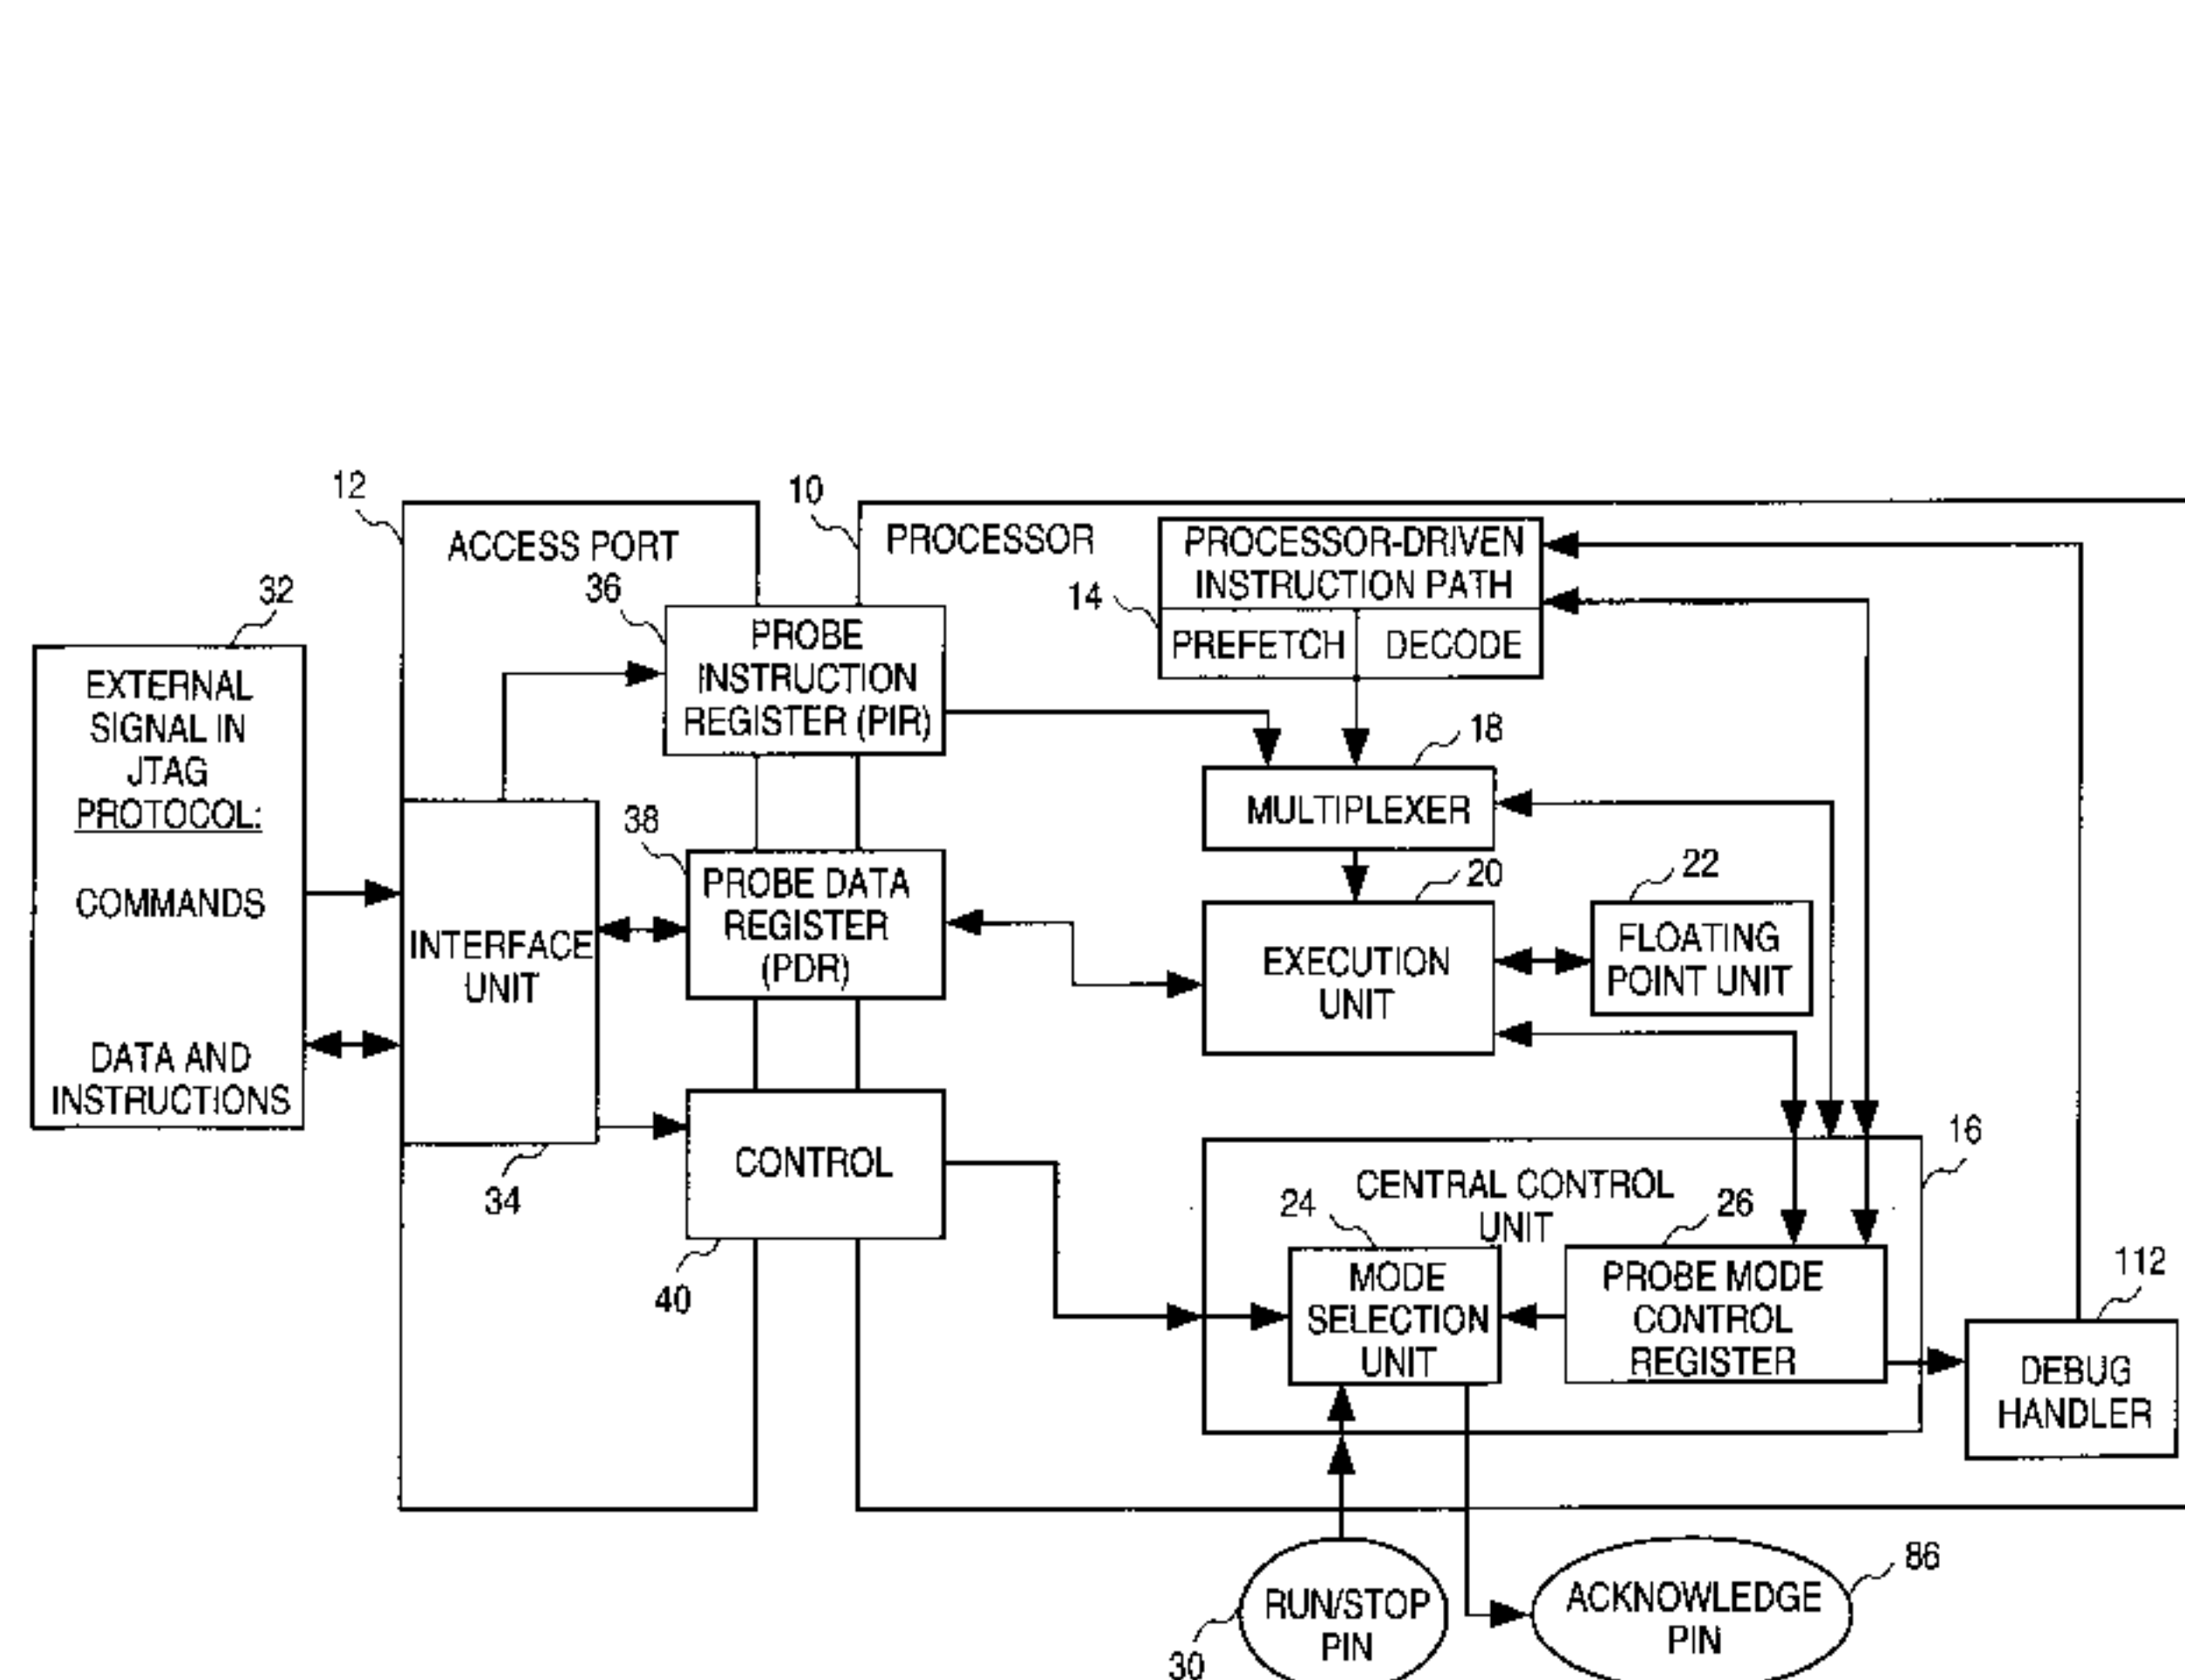 12
10
ACCESS PORT
PROCESSOR
PROCESSOR-DRIVEN
INSTRUCTION PATH
14
PREFETCH
DECODE
36
32
PROBE
INSTRUCTION
REGISTER (PIR)
EXTERNAL
SIGNAL IN
JTAG
PROTOCOL:
COMMANDS
DATA AND
INSTRUCTIONS
18
MULTIPLEXER
38
PROBE DATA
REGISTER
(PDR)
INTERFACE
UNIT
20
22
EXECUTION
UNIT
FLOATING
POINT UNIT
34
CONTROL
40
16
CENTRAL CONTROL
UNIT
24
26
MODE
SELECTION
UNIT
PROBE MODE
CONTROL
REGISTER
112
DEBUG
HANDLER
RUN/STOP
PIN
30
ACKNOWLEDGE
PIN
86